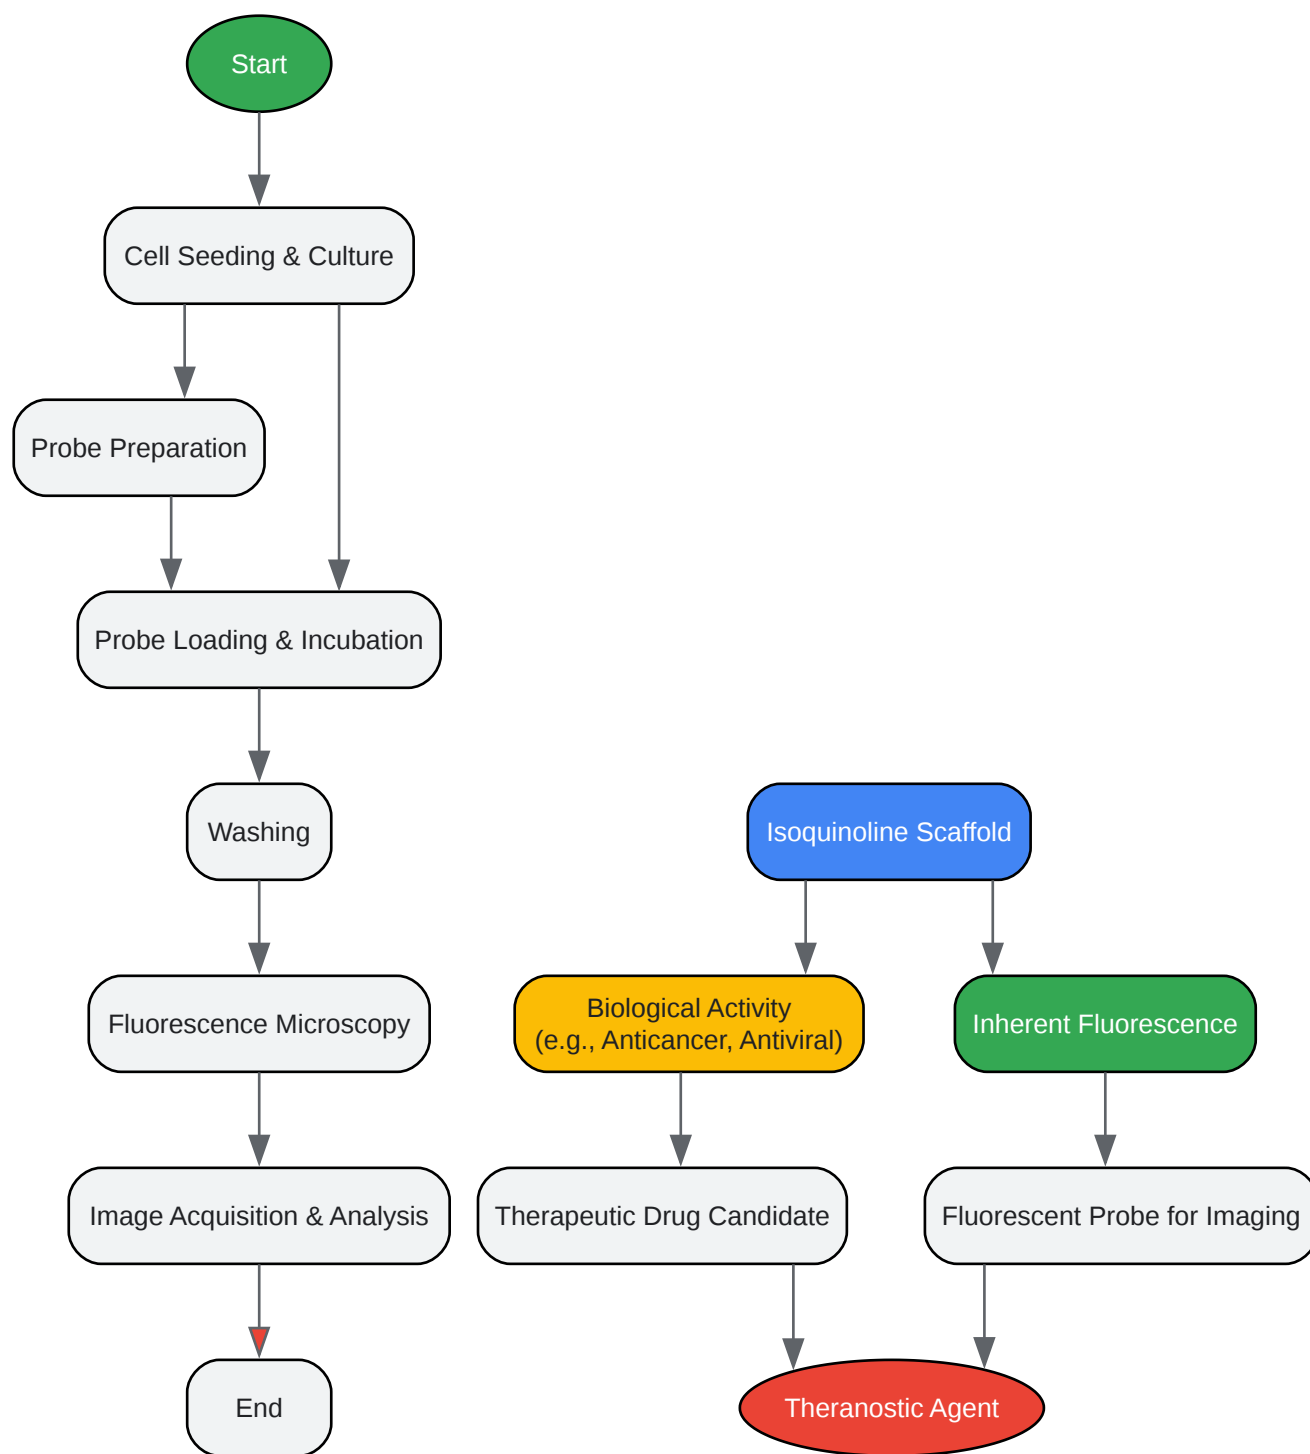 Start
Cell Seeding & Culture
Probe Preparation
Probe Loading & Incubation
Washing
Fluorescence Microscopy
Image Acquisition & Analysis
End
Isoquinoline Scaffold
Biological Activity
(e.g., Anticancer, Antiviral)
Inherent Fluorescence
Therapeutic Drug Candidate
Fluorescent Probe for Imaging
Theranostic Agent